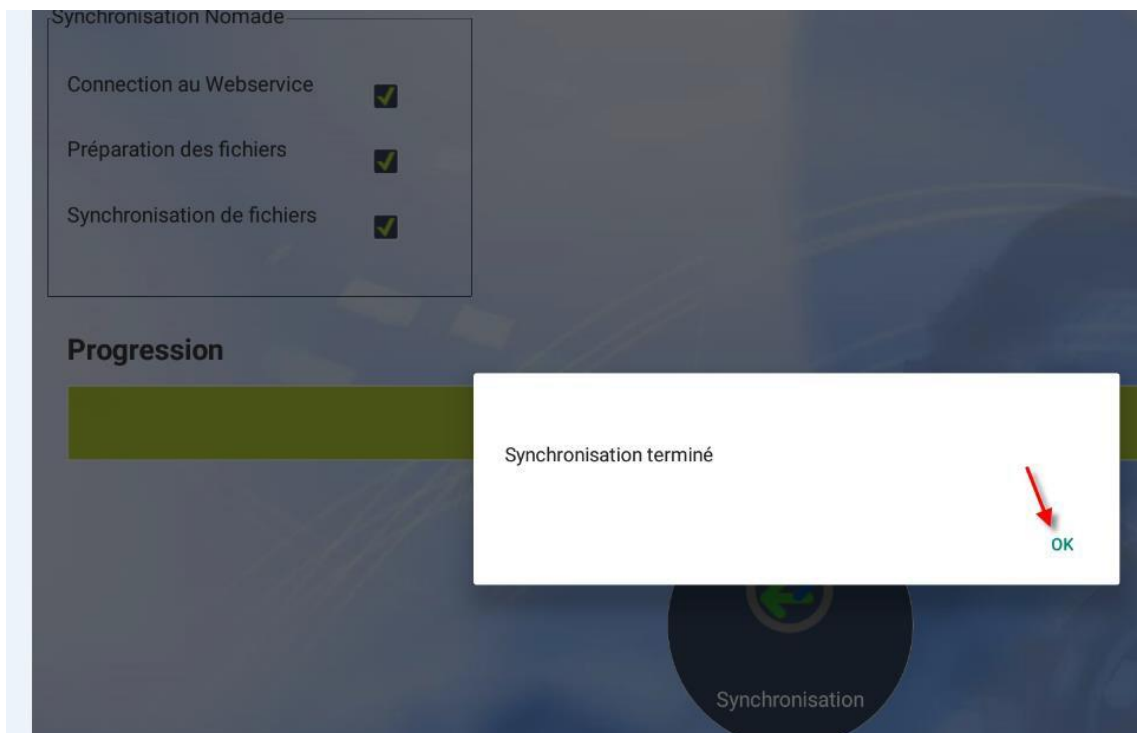 Synchronisation Nomade
Connection au Webservice
Préparation des fichiers
Synchronisation de fichiers
Progression
Synchronisation terminé
OK
Synchronisation